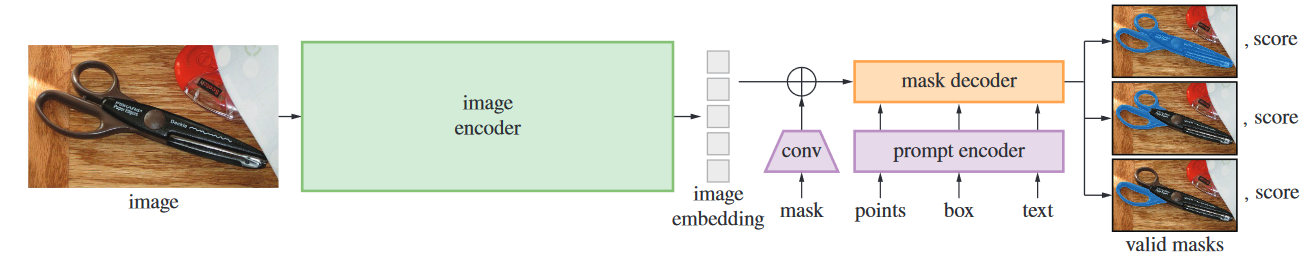 image
image
encoder
image
embedding
conv
mask
mask decoder
prompt encoder
points
box
text
, score
, score
, score
valid masks